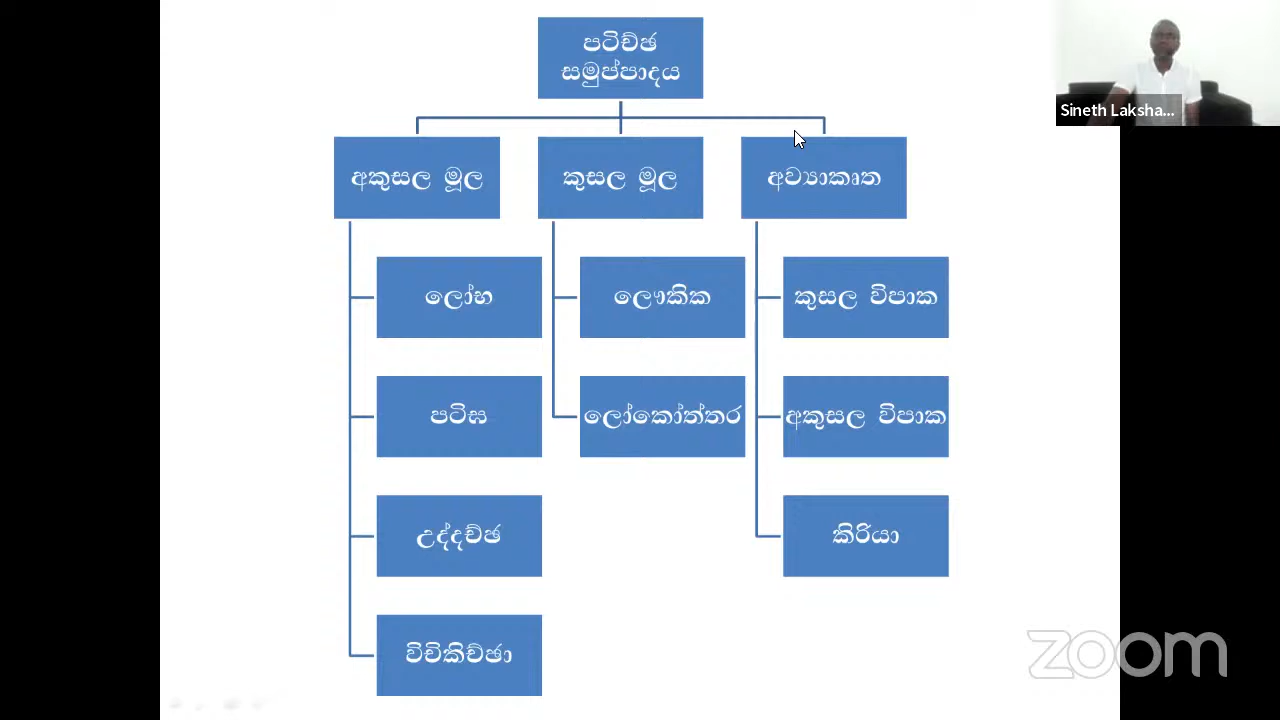 පටිච්ඡ
සමුප්පාදය
Sineth Laksha...
අකුසල මූල
කුසල මූල
අව්‍යාකෘත
ලෝභ
ලෞකික
කුසල විපාක
පටිඝ
ලෝකෝත්තර
අකුසල විපාක
උද්දච්ඡ
කිරියා
විචිකිච්ඡා
zoom